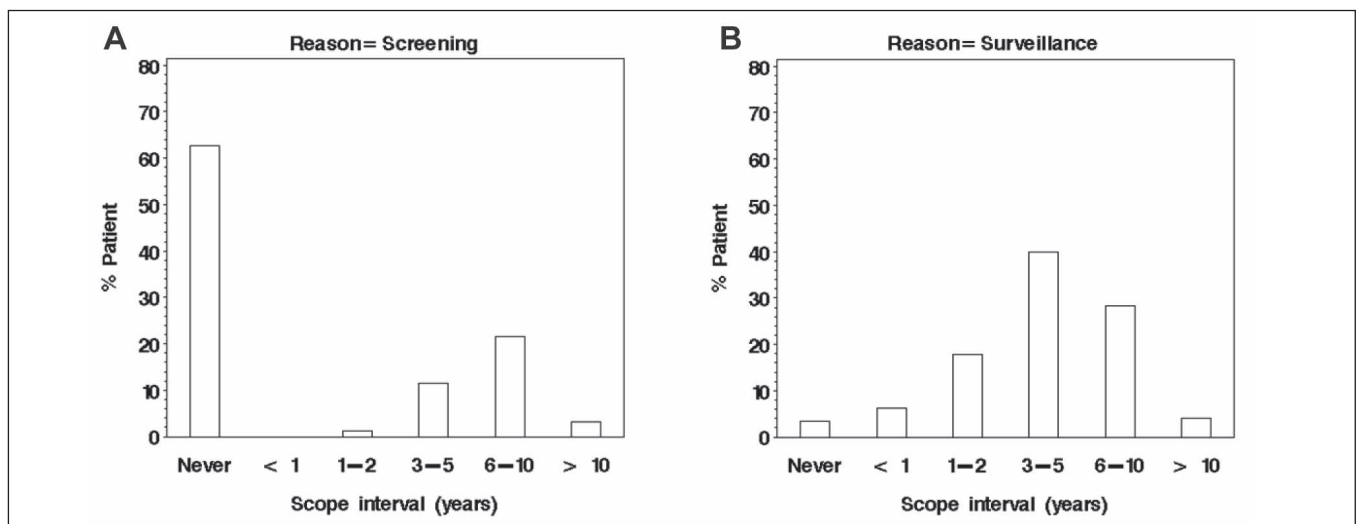 A
Reason= Screening
80
70
60
50
40
30
20
10
0
% Patient
Never < 1 1–2 3–5 6–10 > 10
Scope interval (years)
B
Reason= Surveillance
80
70
60
50
40
30
20
10
0
% Patient
Never < 1 1–2 3–5 6–10 > 10
Scope interval (years)